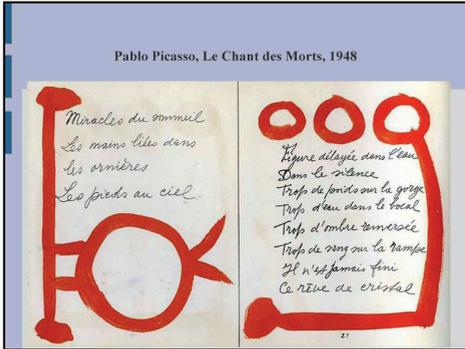 Pablo Picasso, Le Chant des Morts, 1948
Miracles du sommeil
Les mains liées dans
les ornières
Les pieds au ciel
Figure délayée dans l'eau
Dans le silence
Trop de poids sur la gorge
Trop d'eau dans le bocal
Trop d'ombre renversée
Trop de sang sur la rampe
Il n'est jamais fini
Ce rêve de cristal
21